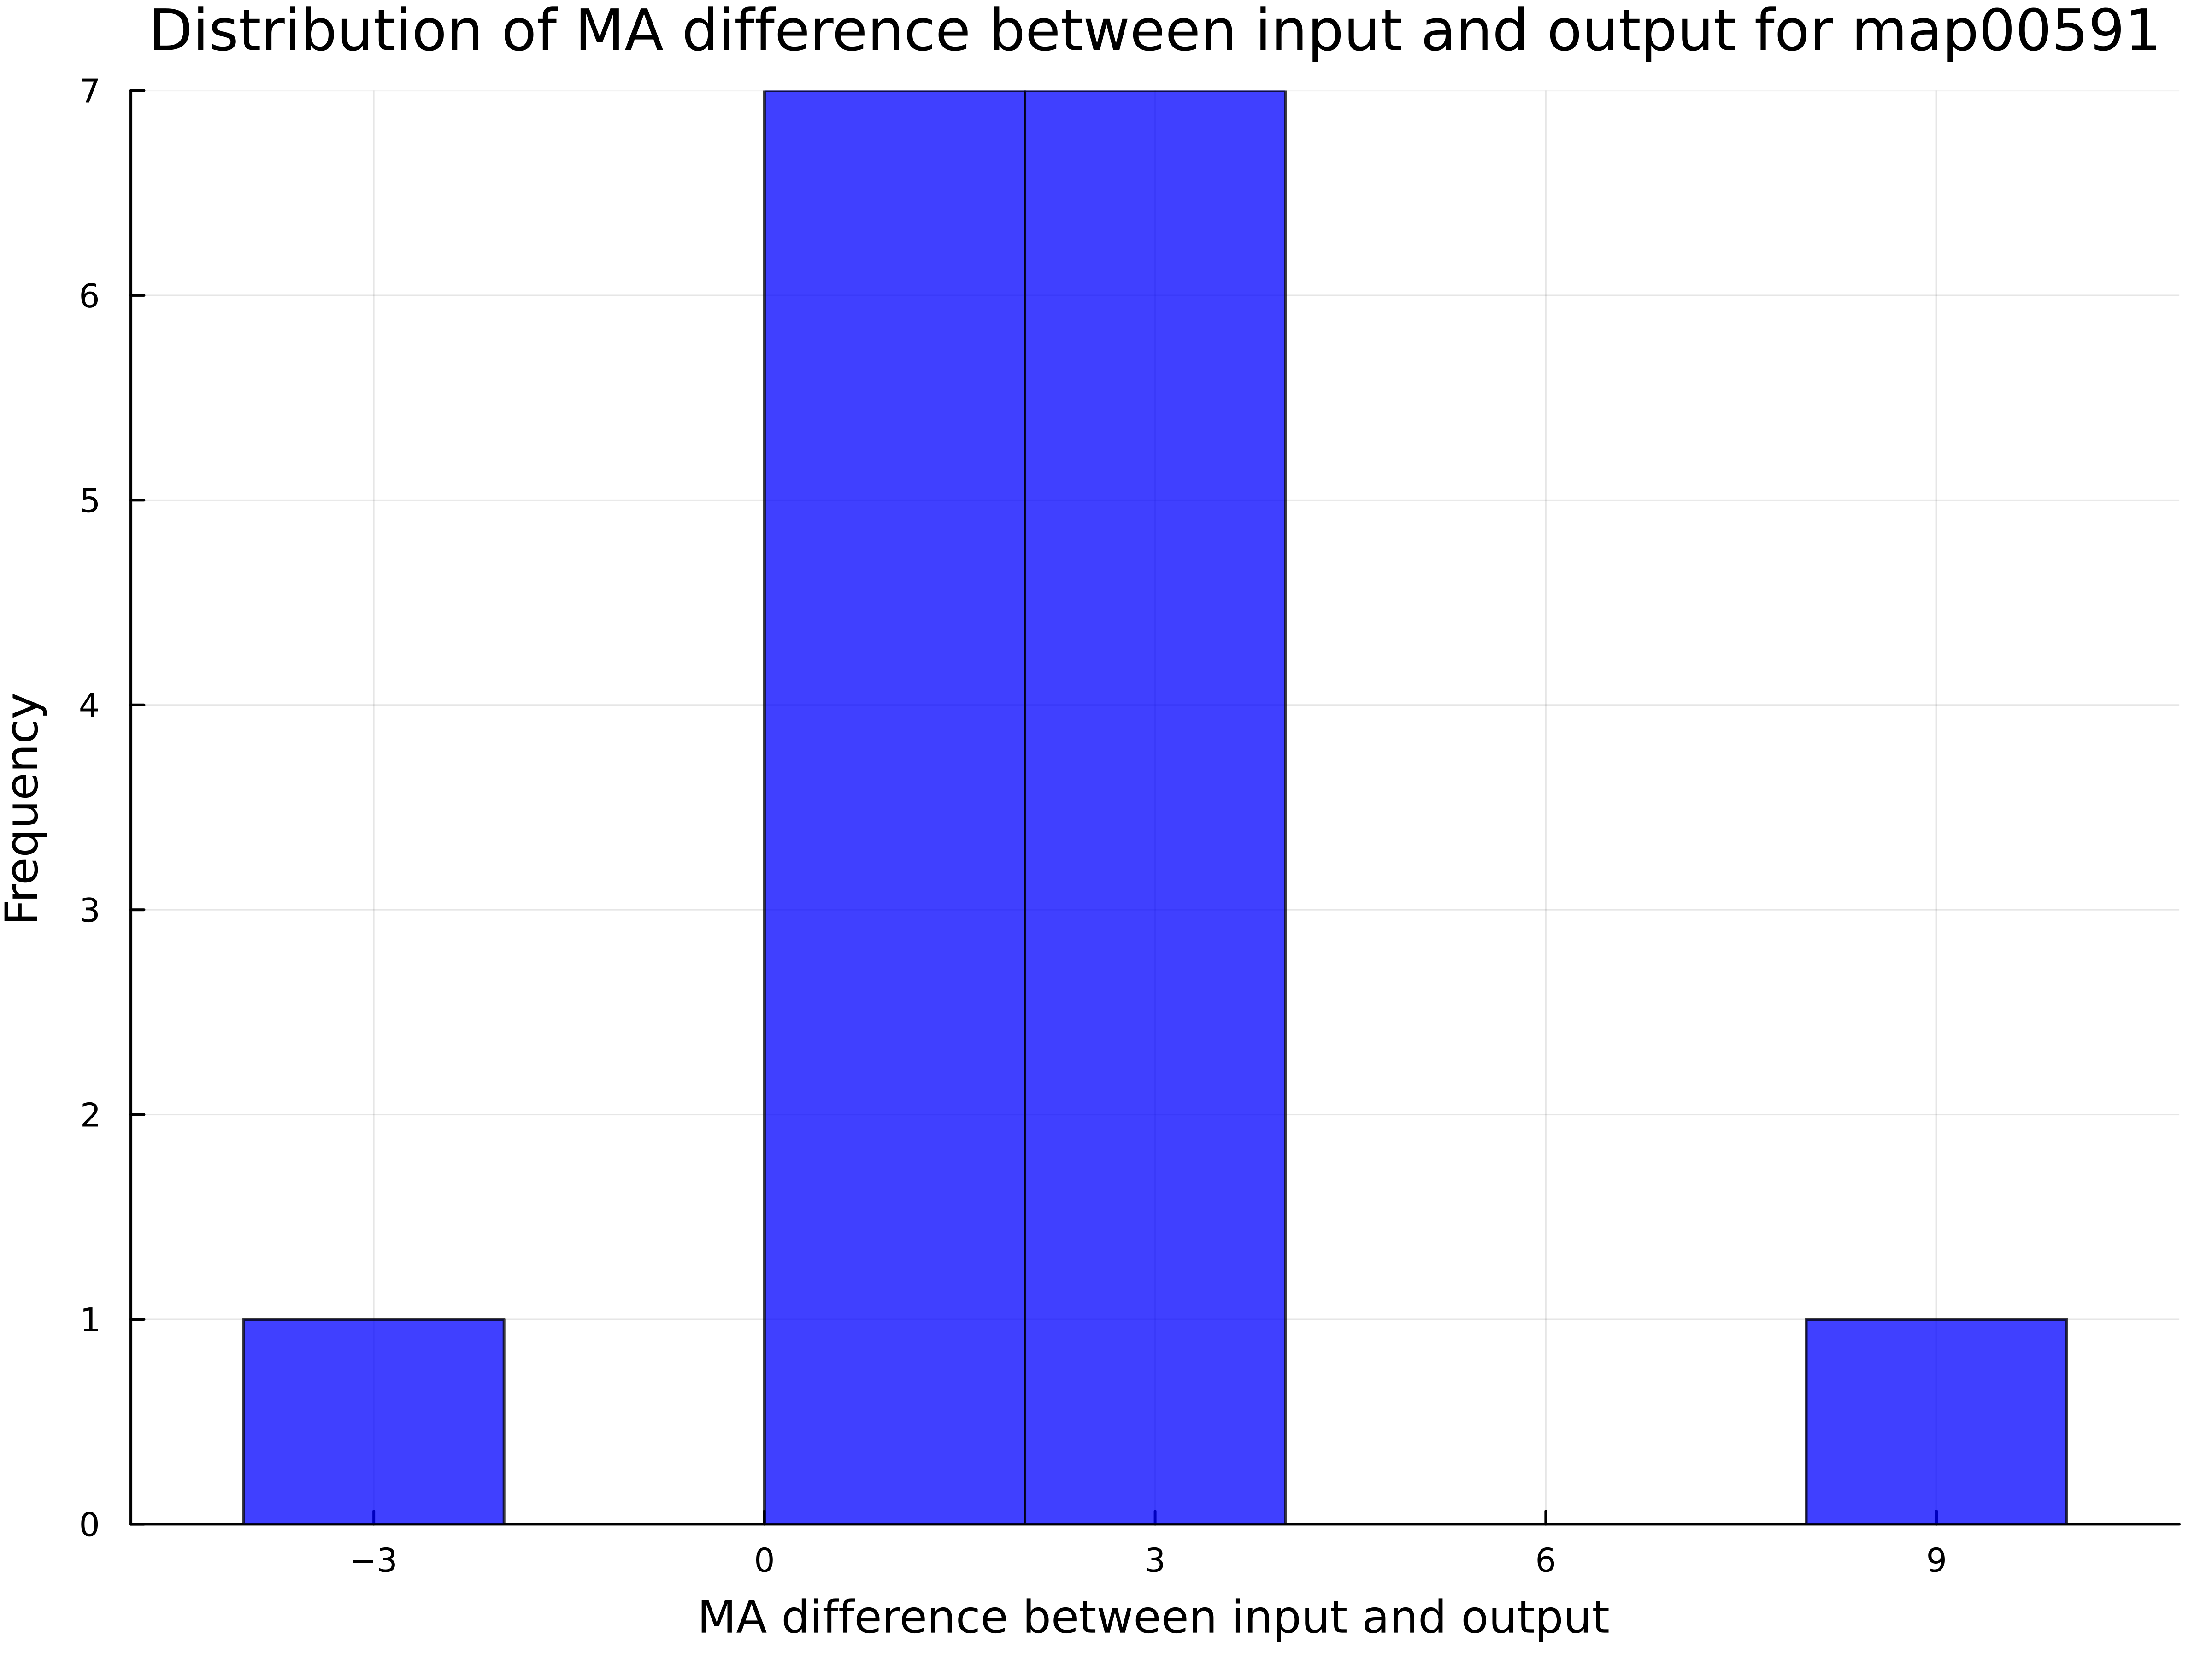 Distribution of MA difference between input and output for map00591
7
6
5
4
3
2
1
0
Frequency
−3 0 3 6 9
MA difference between input and output